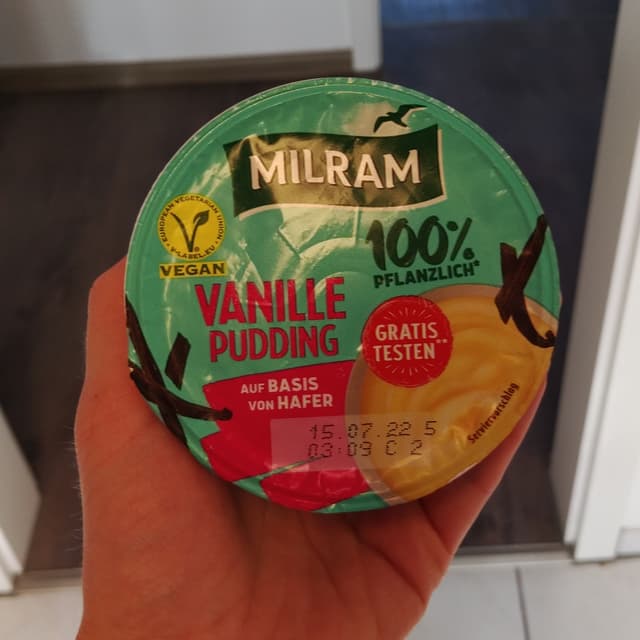 MILRAM
100%
PFLANZLICH*
EUROPEAN VEGETARIAN UNION
V-LABEL.EU
VEGAN
VANILLE
PUDDING
GRATIS
TESTEN**
AUF BASIS
VON HAFER
Serviervorschlag
15.07.22 5
03:09 C 2